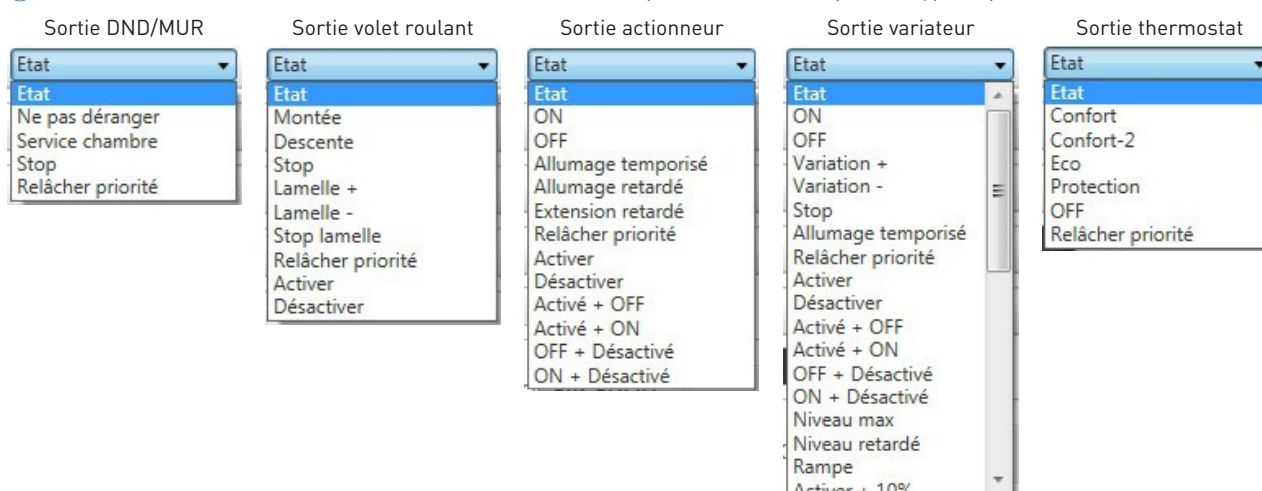 Sortie DND/MUR
Etat
Etat
Ne pas déranger
Service chambre
Stop
Relâcher priorité
Sortie volet roulant
Etat
Etat
Montée
Descente
Stop
Lamelle +
Lamelle -
Stop lamelle
Relâcher priorité
Activer
Désactiver
Sortie actionneur
Etat
Etat
ON
OFF
Allumage temporisé
Allumage retardé
Extension retardé
Relâcher priorité
Activer
Désactiver
Activé + OFF
Activé + ON
OFF + Désactivé
ON + Désactivé
Sortie variateur
Etat
Etat
ON
OFF
Variation +
Variation -
Stop
Allumage temporisé
Relâcher priorité
Activer
Désactiver
Activé + OFF
Activé + ON
OFF + Désactivé
ON + Désactivé
Niveau max
Niveau retardé
Rampe
Activer + 10%
Sortie thermostat
Etat
Etat
Confort
Confort-2
Eco
Protection
OFF
Relâcher priorité